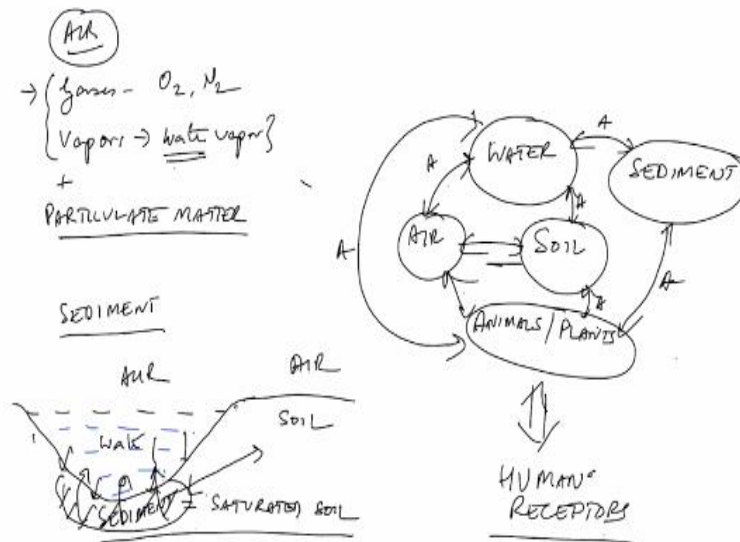 AIR
→ { Gases - O₂, N₂
Vapors → water vapor }
+
PARTICULATE MATTER
SEDIMENT
AIR
AIR
SOIL
Wate
SEDIMENT = SATURATED SOIL
WATER
SEDIMENT
AIR
SOIL
ANIMALS / PLANTS
A
A
A
A
A
A
HUMAN
RECEPTORS